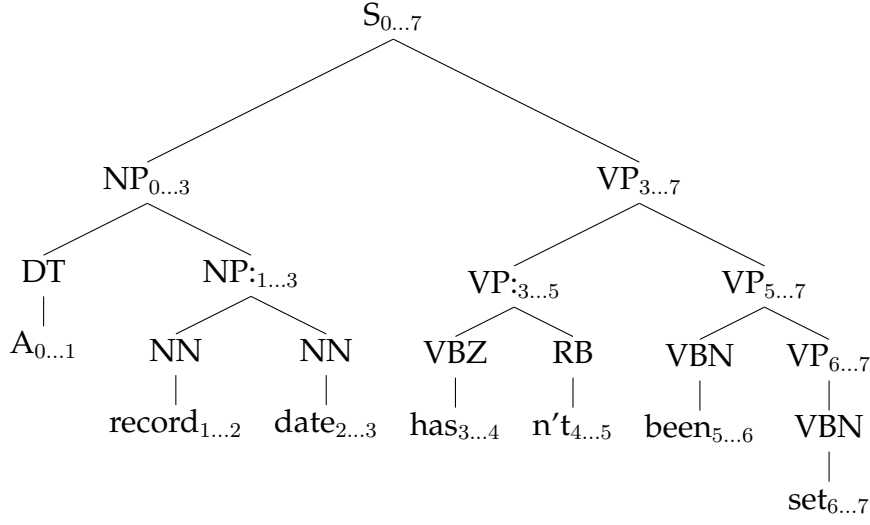 S0...7
NP0...3 VP3...7
DT NP:1...3 VP:3...5 VP5...7
A0...1 NN NN VBZ RB VBN VP6...7
record1...2 date2...3 has3...4 n't4...5 been5...6 VBN
set6...7